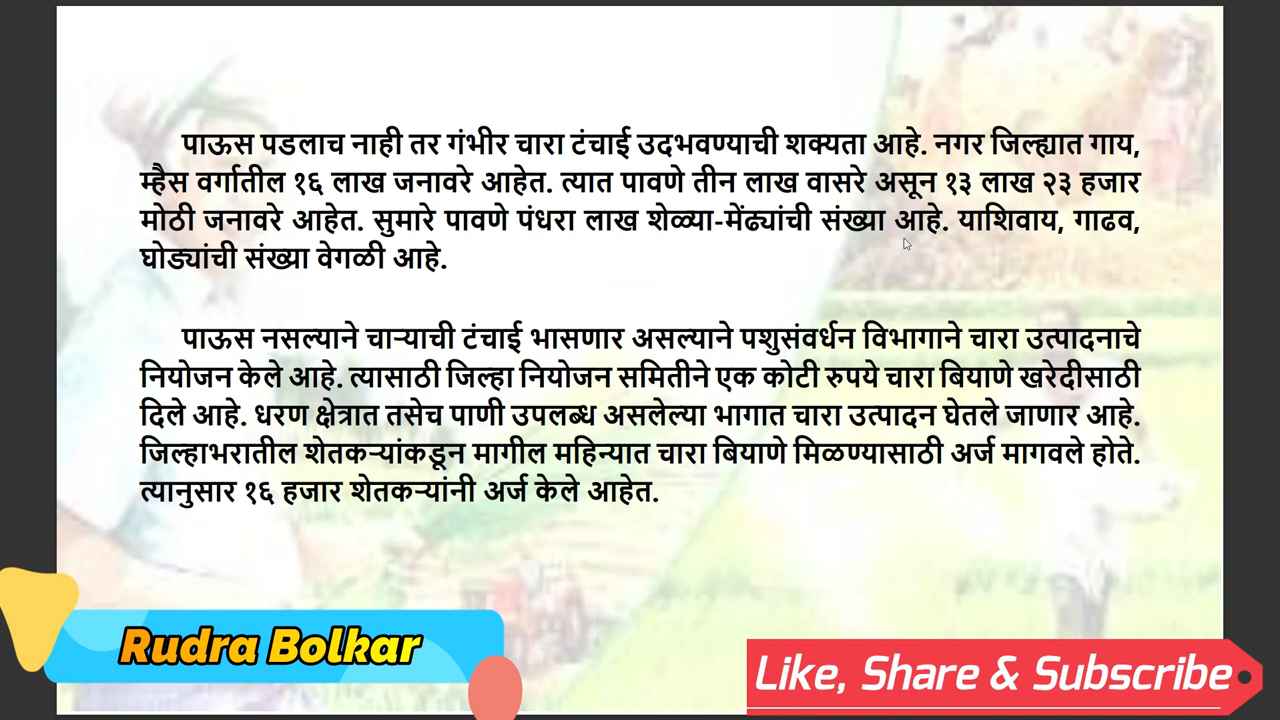 पाऊस पडलाच नाही तर गंभीर चारा टंचाई उदभवण्याची शक्यता आहे. नगर जिल्ह्यात गाय,
म्हैस वर्गातील १६ लाख जनावरे आहेत. त्यात पावणे तीन लाख वासरे असून १३ लाख २३ हजार
मोठी जनावरे आहेत. सुमारे पावणे पंधरा लाख शेळ्या-मेंढ्यांची संख्या आहे. याशिवाय, गाढव,
घोड्यांची संख्या वेगळी आहे.
पाऊस नसल्याने चाऱ्याची टंचाई भासणार असल्याने पशुसंवर्धन विभागाने चारा उत्पादनाचे
नियोजन केले आहे. त्यासाठी जिल्हा नियोजन समितीने एक कोटी रुपये चारा बियाणे खरेदीसाठी
दिले आहे. धरण क्षेत्रात तसेच पाणी उपलब्ध असलेल्या भागात चारा उत्पादन घेतले जाणार आहे.
जिल्हाभरातील शेतकऱ्यांकडून मागील महिन्यात चारा बियाणे मिळण्यासाठी अर्ज मागवले होते.
त्यानुसार १६ हजार शेतकऱ्यांनी अर्ज केले आहेत.
Rudra Bolkar
Like, Share & Subscribe